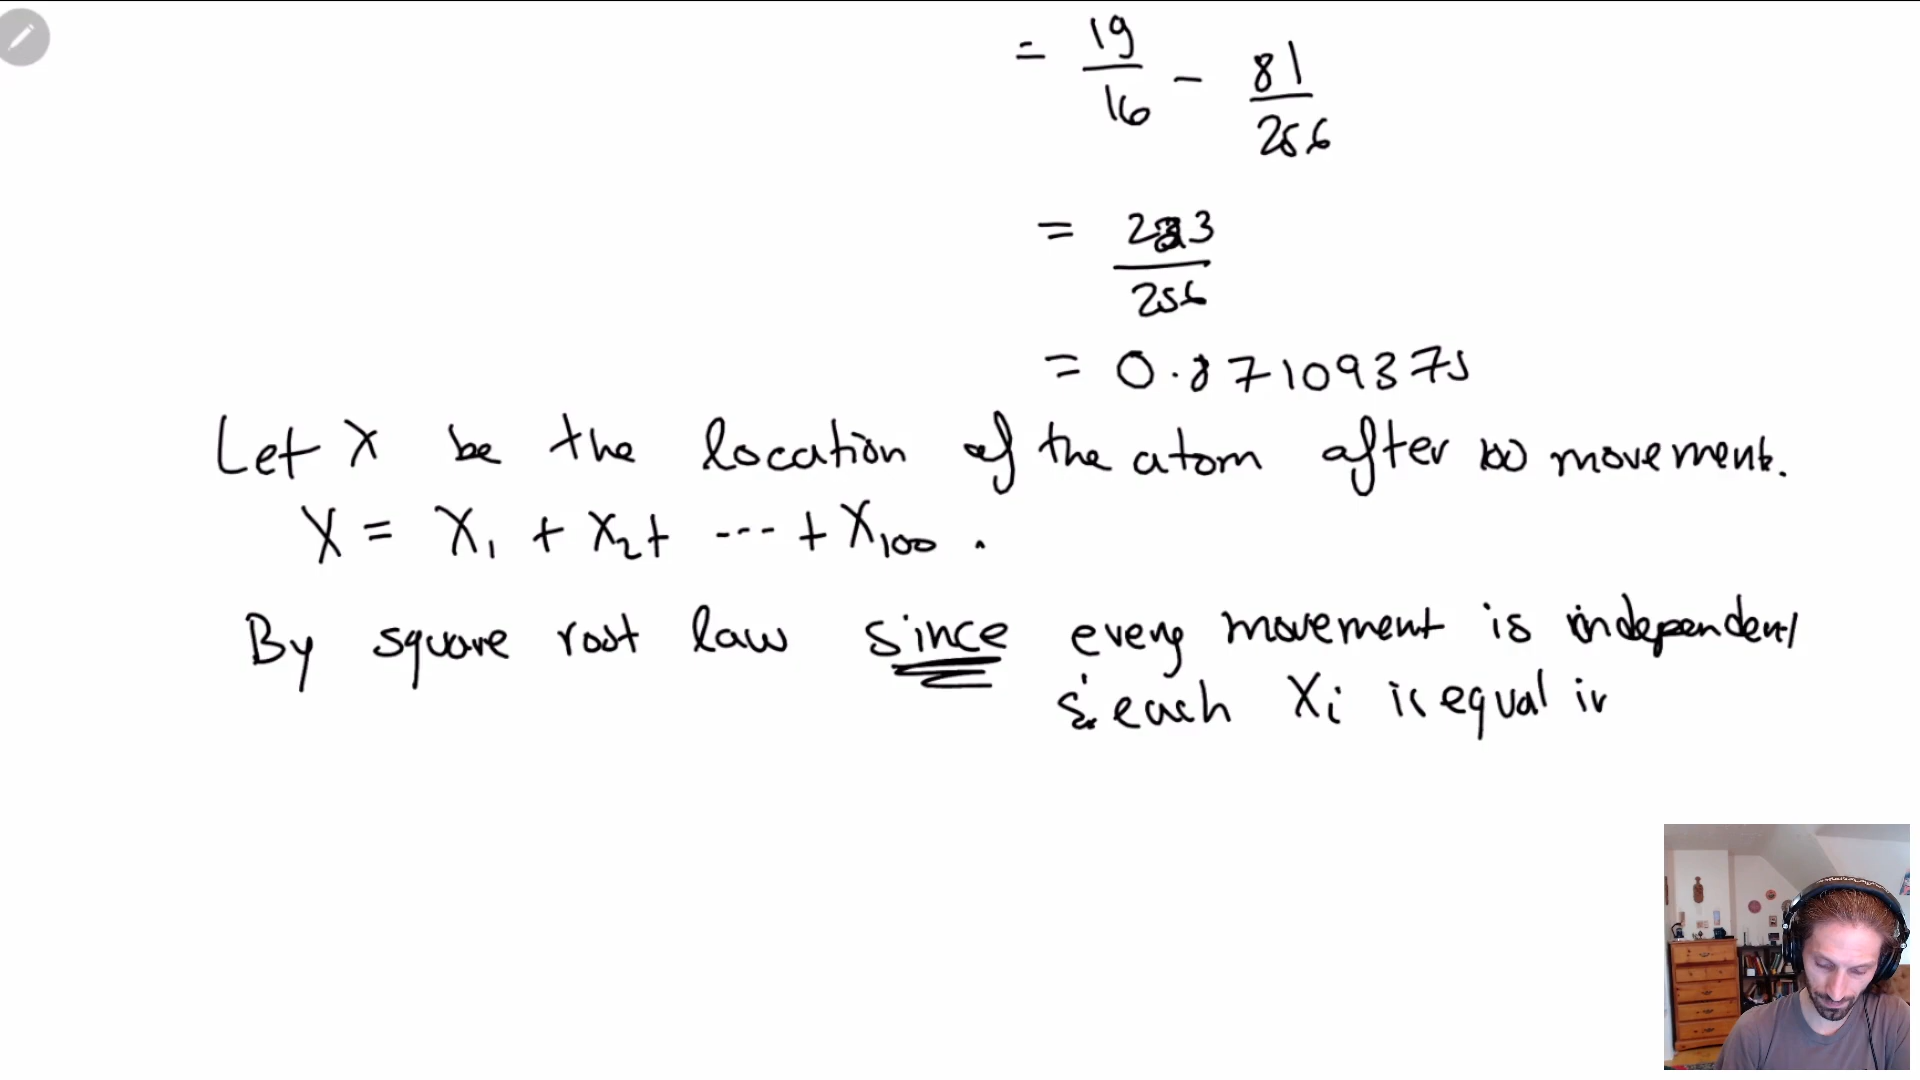 = 19/16 - 81/256
= 223/256
= 0.87109375
Let X be the location of the atom after 100 movement.
X = X₁ + X₂ + --- + X₁₀₀ .
By square root law since every movement is independent
& each Xi is equal in